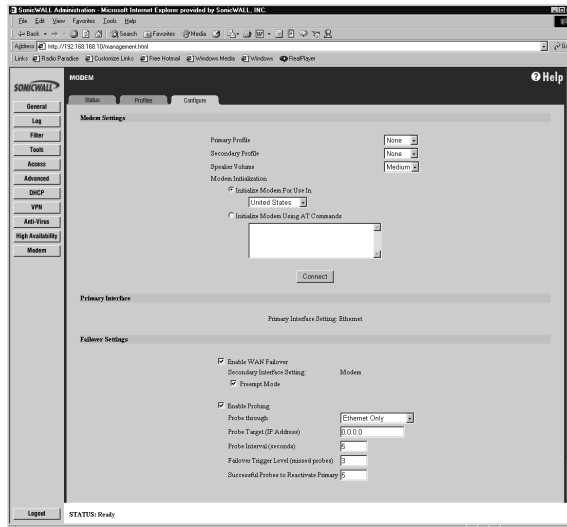 SonicWALL Administration - Microsoft Internet Explorer provided by SonicWALL, INC.
File Edit View Favorites Tools Help
Back Search Favorites Media
Address http://192.168.168.10/management.html
Links Radio Paradise Customize Links Free Hotmail Windows Media Windows RealPlayer
SONICWALL
MODEM
Help
Status Profiles Configure
General
Log
Filter
Tools
Access
Advanced
DHCP
VPN
Anti-Virus
High Availability
Modem
Modem Settings
Primary Profile None
Secondary Profile None
Speaker Volume Medium
Modem Initialization
Initialize Modem For Use In
United States
Initialize Modem Using AT Commands
Connect
Primary Interface
Primary Interface Setting: Ethernet
Failover Settings
Enable WAN Failover
Secondary Interface Setting: Modem
Preempt Mode
Enable Probing
Probe through Ethernet Only
Probe Target (IP Address) 0.0.0.0
Probe Interval (seconds) 5
Failover Trigger Level (missed probes) 3
Successful Probes to Reactivate Primary 5
Logout
STATUS: Ready